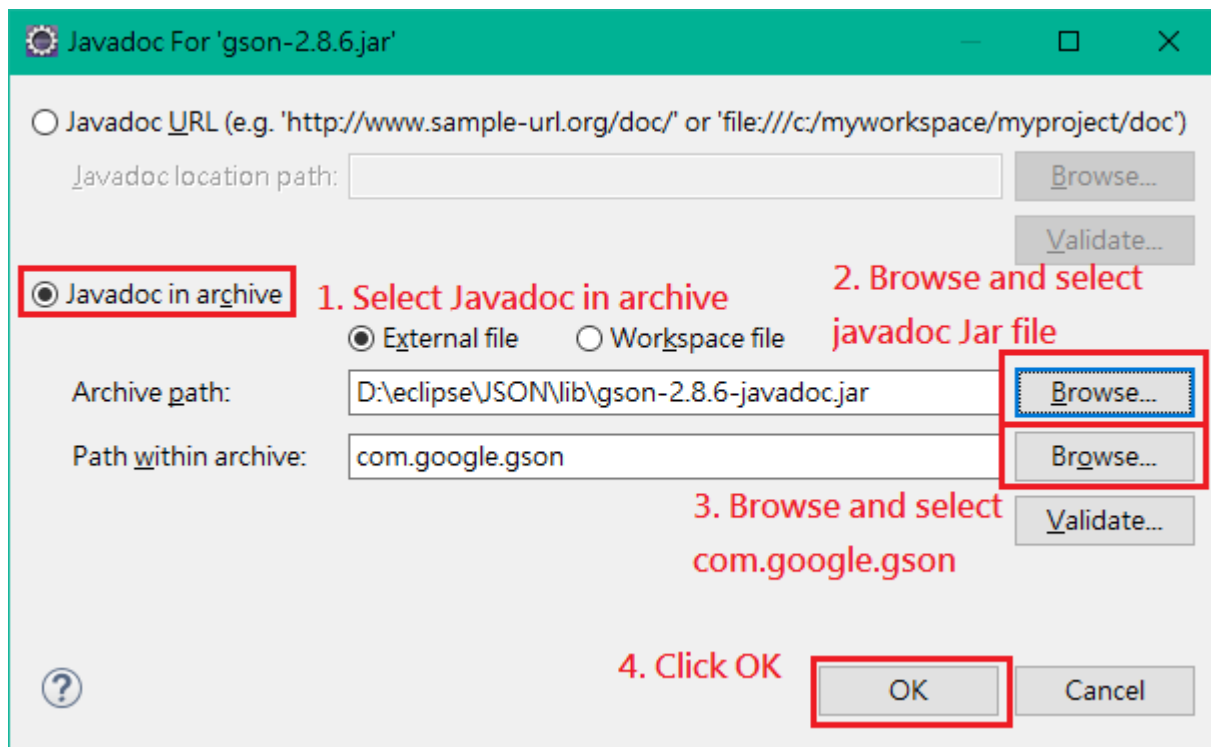 Javadoc For 'gson-2.8.6.jar'
Javadoc URL (e.g. 'http://www.sample-url.org/doc/' or 'file:///c:/myworkspace/myproject/doc')
Javadoc location path:
Browse...
Validate...
Javadoc in archive
1. Select Javadoc in archive
2. Browse and select
javadoc Jar file
External file
Workspace file
Archive path:
D:\eclipse\JSON\lib\gson-2.8.6-javadoc.jar
Browse...
Path within archive:
com.google.gson
Browse...
3. Browse and select
com.google.gson
Validate...
4. Click OK
?
OK
Cancel